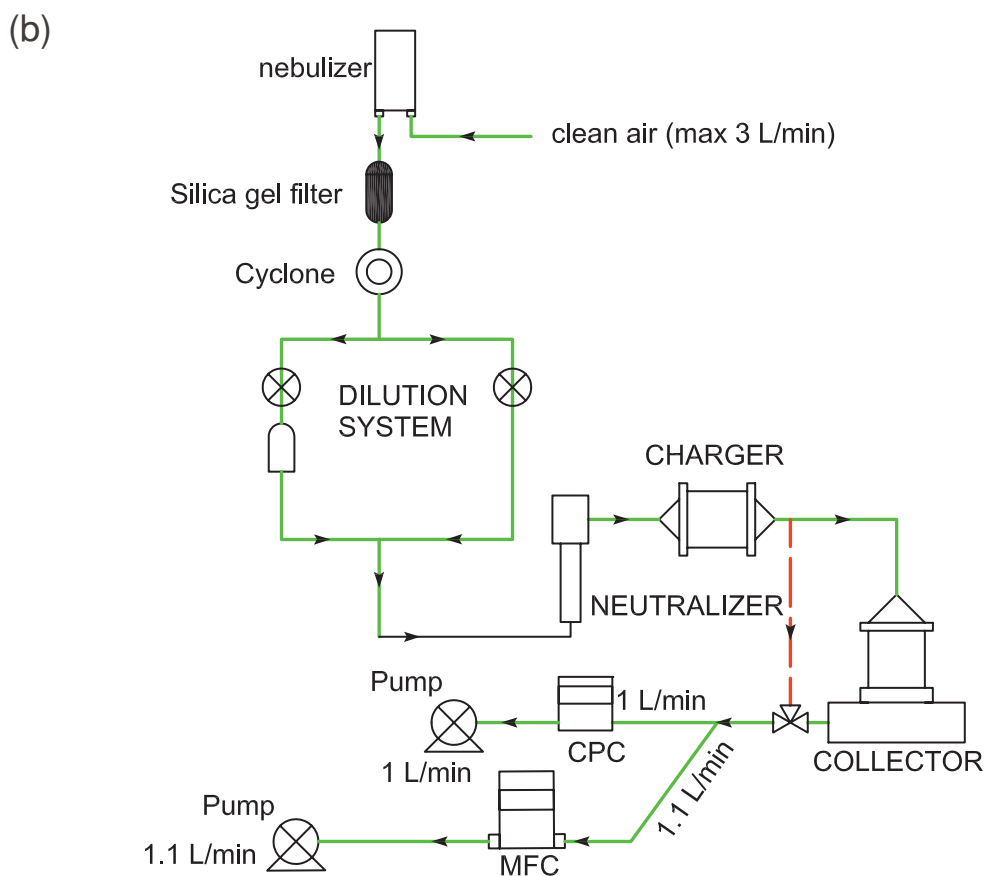 (b)
nebulizer
clean air (max 3 L/min)
Silica gel filter
Cyclone
DILUTION
SYSTEM
CHARGER
NEUTRALIZER
Pump
1 L/min
1 L/min
CPC
COLLECTOR
1.1 L/min
Pump
1.1 L/min
MFC